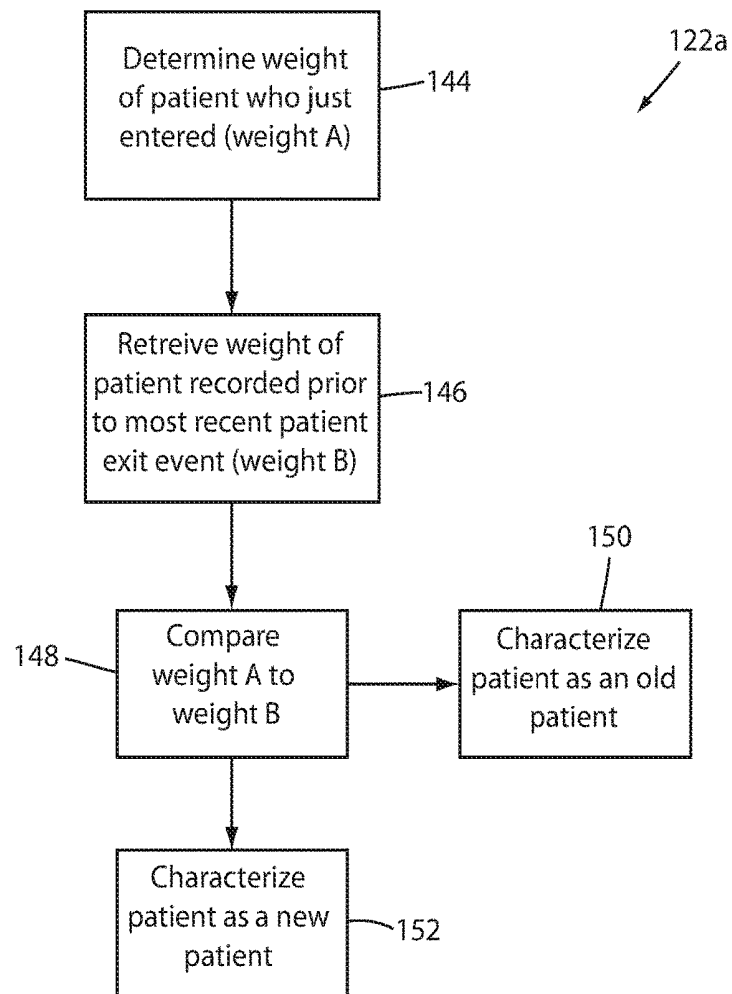 122a
Determine weight
of patient who just
entered (weight A)
144
Retreive weight of
patient recorded prior
to most recent patient
exit event (weight B)
146
150
148
Compare
weight A to
weight B
Characterize
patient as an old
patient
Characterize
patient as a new
patient
152